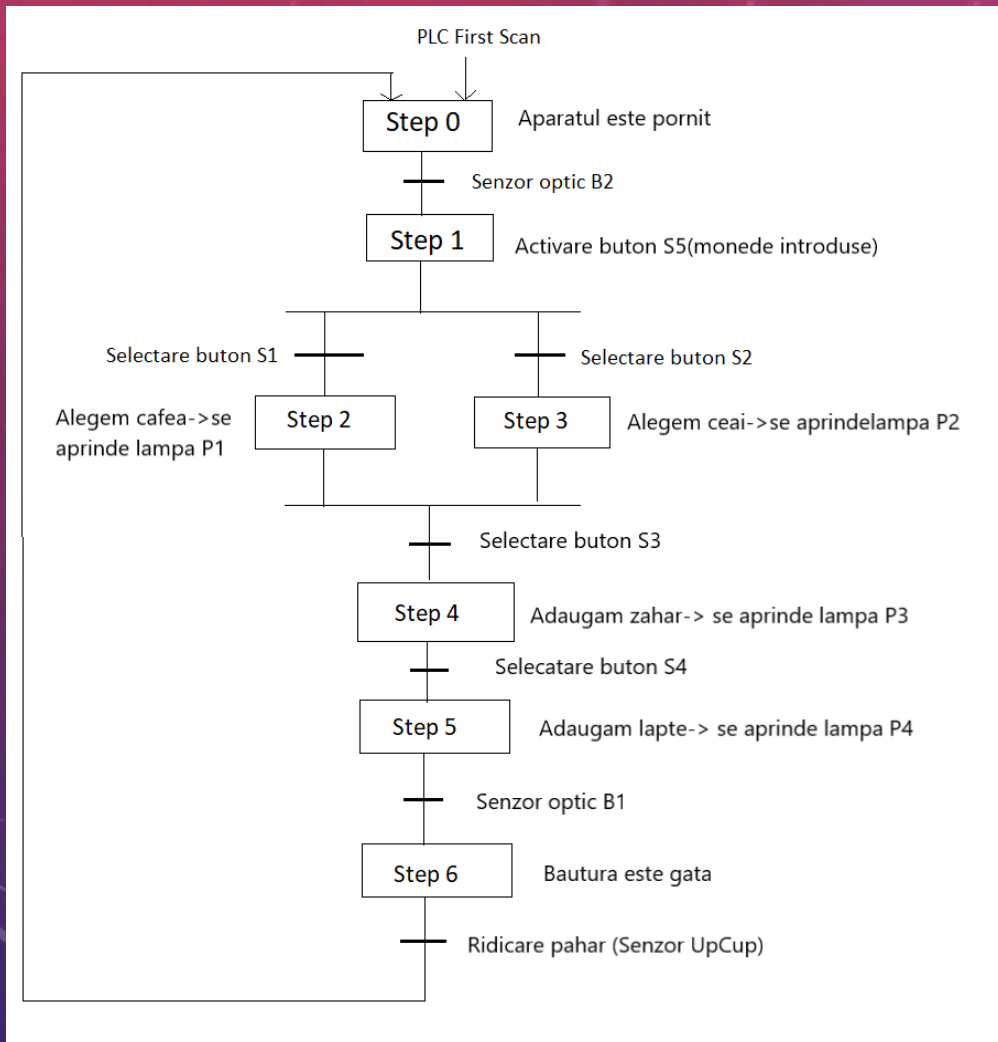 PLC First Scan
Step 0
Aparatul este pornit
Senzor optic B2
Step 1
Activare buton S5(monede introduse)
Selectare buton S1
Selectare buton S2
Alegem cafea->se
aprinde lampa P1
Step 2
Step 3
Alegem ceai->se aprindelampa P2
Selectare buton S3
Step 4
Adaugam zahar-> se aprinde lampa P3
Selecatare buton S4
Step 5
Adaugam lapte-> se aprinde lampa P4
Senzor optic B1
Step 6
Bautura este gata
Ridicare pahar (Senzor UpCup)